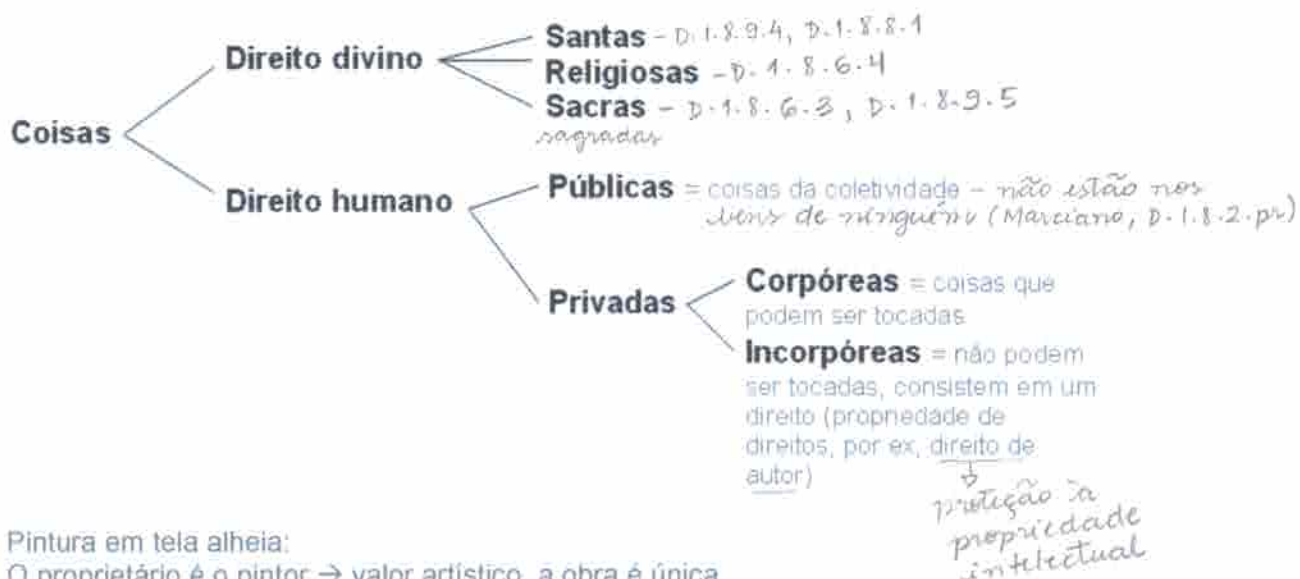 Santas - D.1.8.9.4, D.1.8.8.1
Direito divino
Religiosas - D.1.8.6.4
Sacras - D.1.8.6.3, D.1.8.9.5
Coisas
sagradas
Públicas = coisas da coletividade - não estão nos
bens de ninguém (Marciano, D.1.8.2.pr)
Direito humano
Corpóreas = coisas que
podem ser tocadas
Privadas
Incorpóreas = não podem
ser tocadas, consistem em um
direito (propriedade de
direitos, por ex, direito de
autor)
proteção à
propriedade
intelectual
Pintura em tela alheia:
O proprietário é o pintor → valor artístico, a obra é única